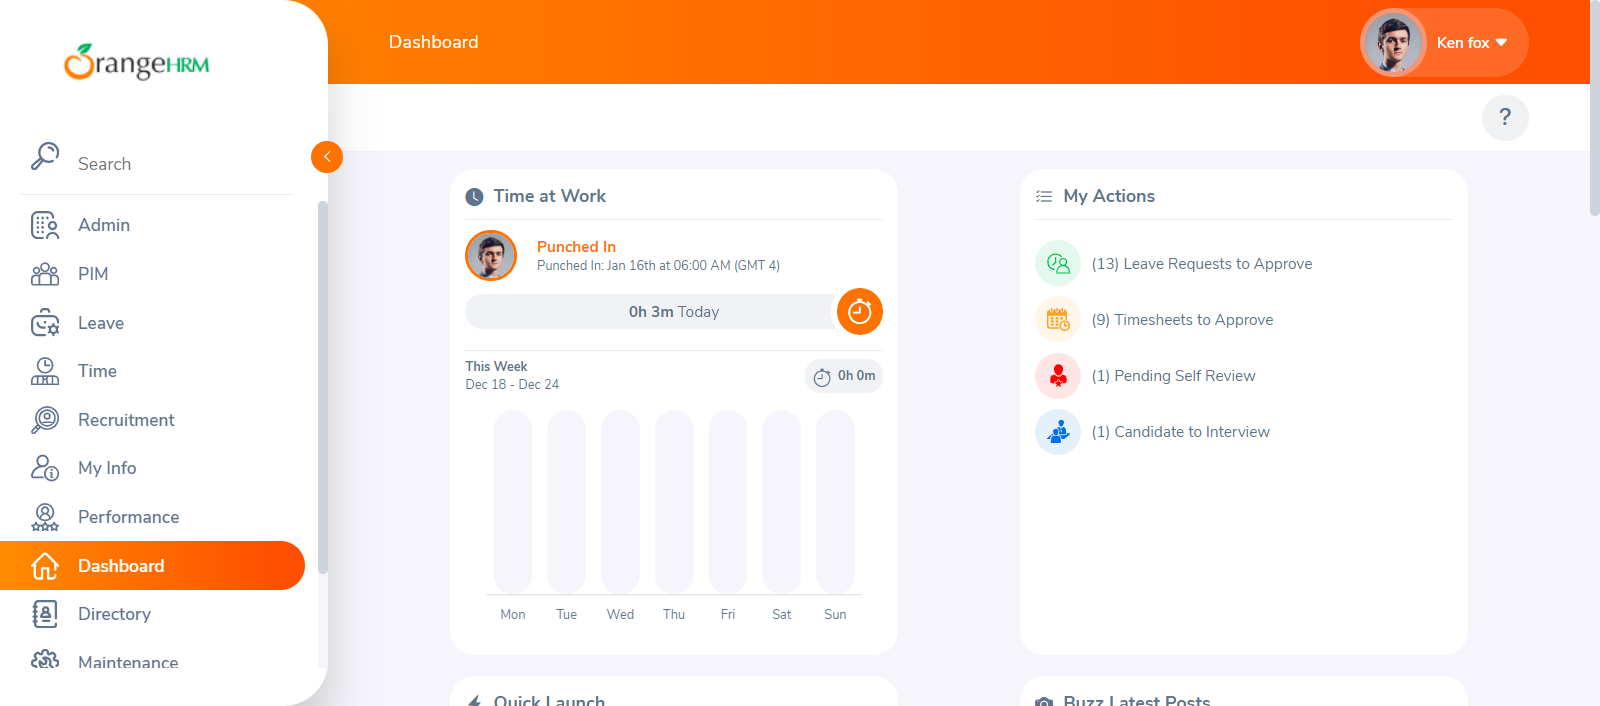 OrangeHRM
Dashboard
Ken fox
Search
?
Admin
PIM
Leave
Time
Recruitment
My Info
Performance
Dashboard
Directory
Maintenance
Time at Work
Punched In
Punched In: Jan 16th at 06:00 AM (GMT 4)
0h 3m Today
This Week
Dec 18 - Dec 24
0h 0m
Mon Tue Wed Thu Fri Sat Sun
My Actions
(13) Leave Requests to Approve
(9) Timesheets to Approve
(1) Pending Self Review
(1) Candidate to Interview
Quick Launch
Buzz Latest Posts